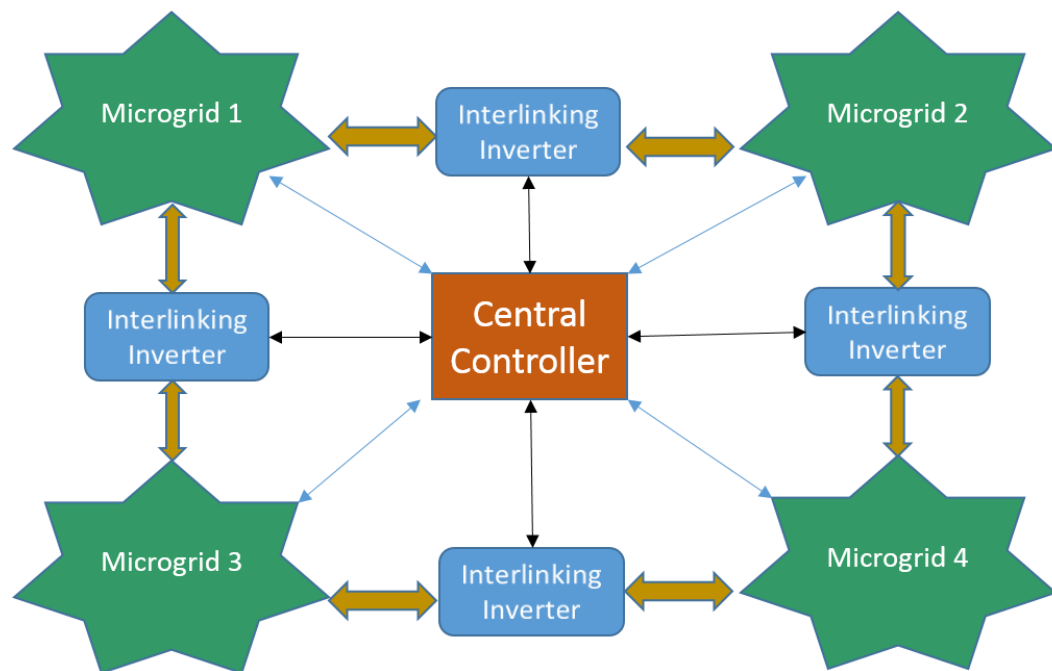 Microgrid 1
Interlinking
Inverter
Microgrid 2
Interlinking
Inverter
Central
Controller
Interlinking
Inverter
Microgrid 3
Interlinking
Inverter
Microgrid 4